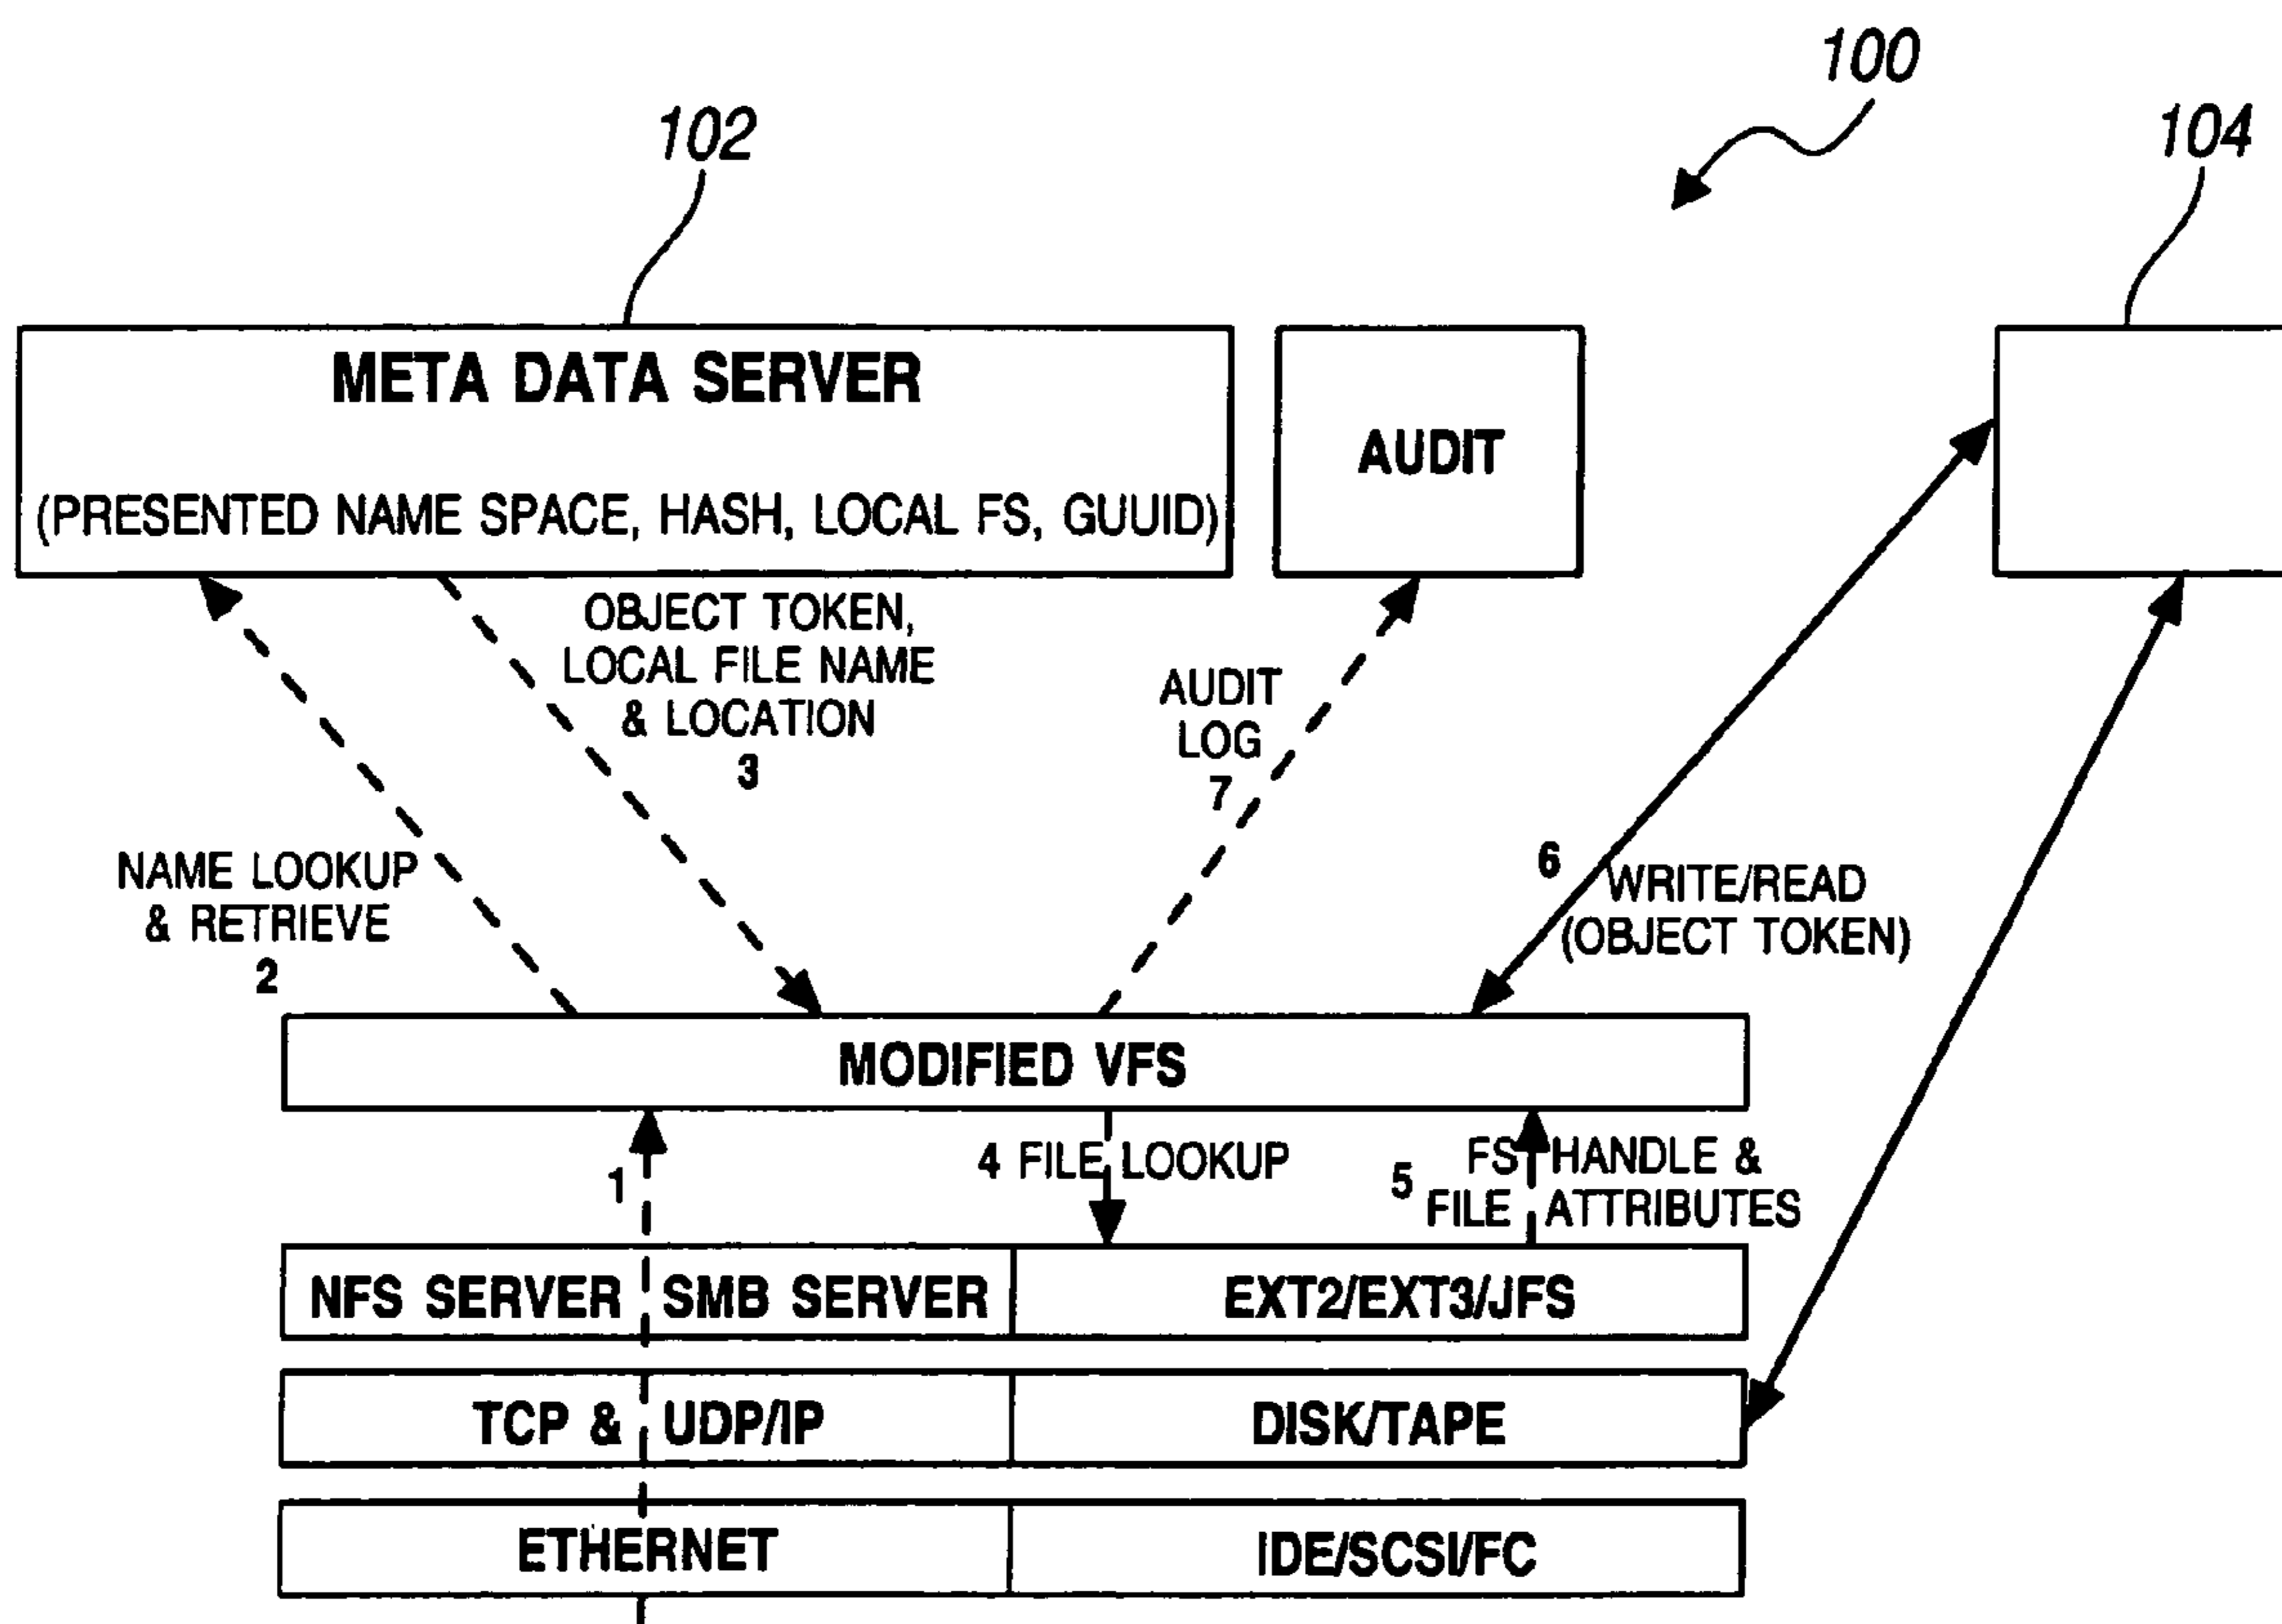 100
102
104
META DATA SERVER
(PRESENTED NAME SPACE, HASH, LOCAL FS, GUUID)
AUDIT
OBJECT TOKEN,
LOCAL FILE NAME
& LOCATION
3
AUDIT
LOG
7
NAME LOOKUP
& RETRIEVE
2
6
WRITE/READ
(OBJECT TOKEN)
MODIFIED VFS
1
4 FILE LOOKUP
5
FS HANDLE &
FILE ATTRIBUTES
NFS SERVER SMB SERVER
EXT2/EXT3/JFS
TCP & UDP/IP
DISK/TAPE
ETHERNET
IDE/SCSI/FC